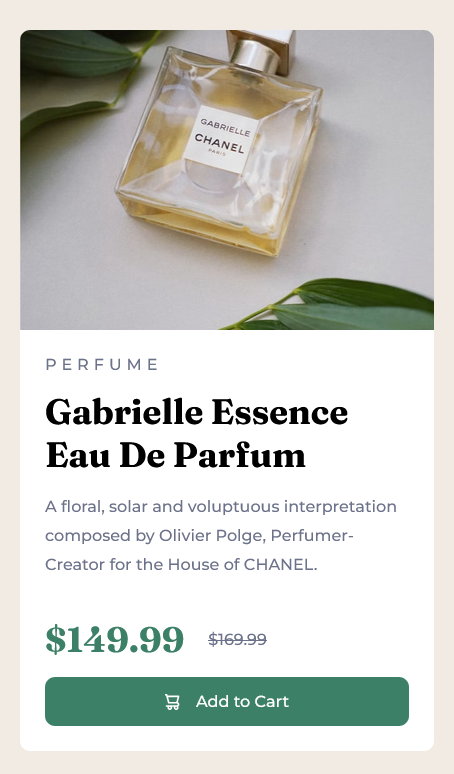 GABRIELLE
CHANEL
PARIS
PERFUME
Gabrielle Essence
Eau De Parfum
A floral, solar and voluptuous interpretation
composed by Olivier Polge, Perfumer-
Creator for the House of CHANEL.
$149.99 $169.99
Add to Cart